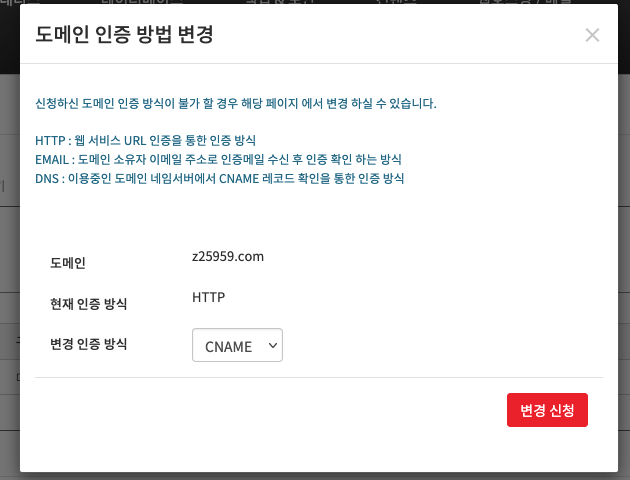 도메인 인증 방법 변경
신청하신 도메인 인증 방식이 불가 할 경우 해당 페이지 에서 변경 하실 수 있습니다.
HTTP : 웹 서비스 URL 인증을 통한 인증 방식
EMAIL : 도메인 소유자 이메일 주소로 인증메일 수신 후 인증 확인 하는 방식
DNS : 이용중인 도메인 네임서버에서 CNAME 레코드 확인을 통한 인증 방식
도메인 z25959.com
현재 인증 방식 HTTP
변경 인증 방식 CNAME
변경 신청